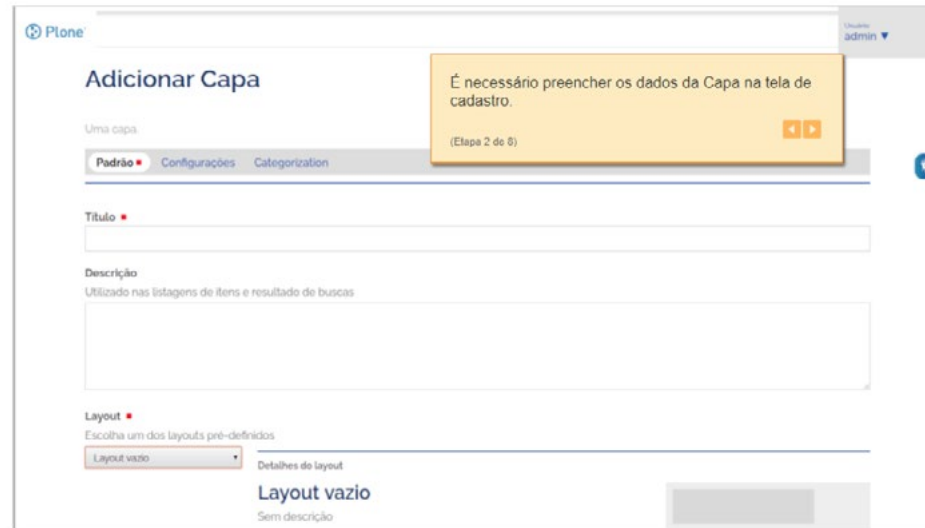 Plone
Usuário
admin ▼
Adicionar Capa
É necessário preencher os dados da Capa na tela de
cadastro.
(Etapa 2 de 8)
Uma capa.
Padrão
Configurações
Categorization
Título
Descrição
Utilizado nas listagens de itens e resultado de buscas
Layout
Escolha um dos layouts pré-definidos
Layout vazio
Detalhes do layout
Layout vazio
Sem descrição